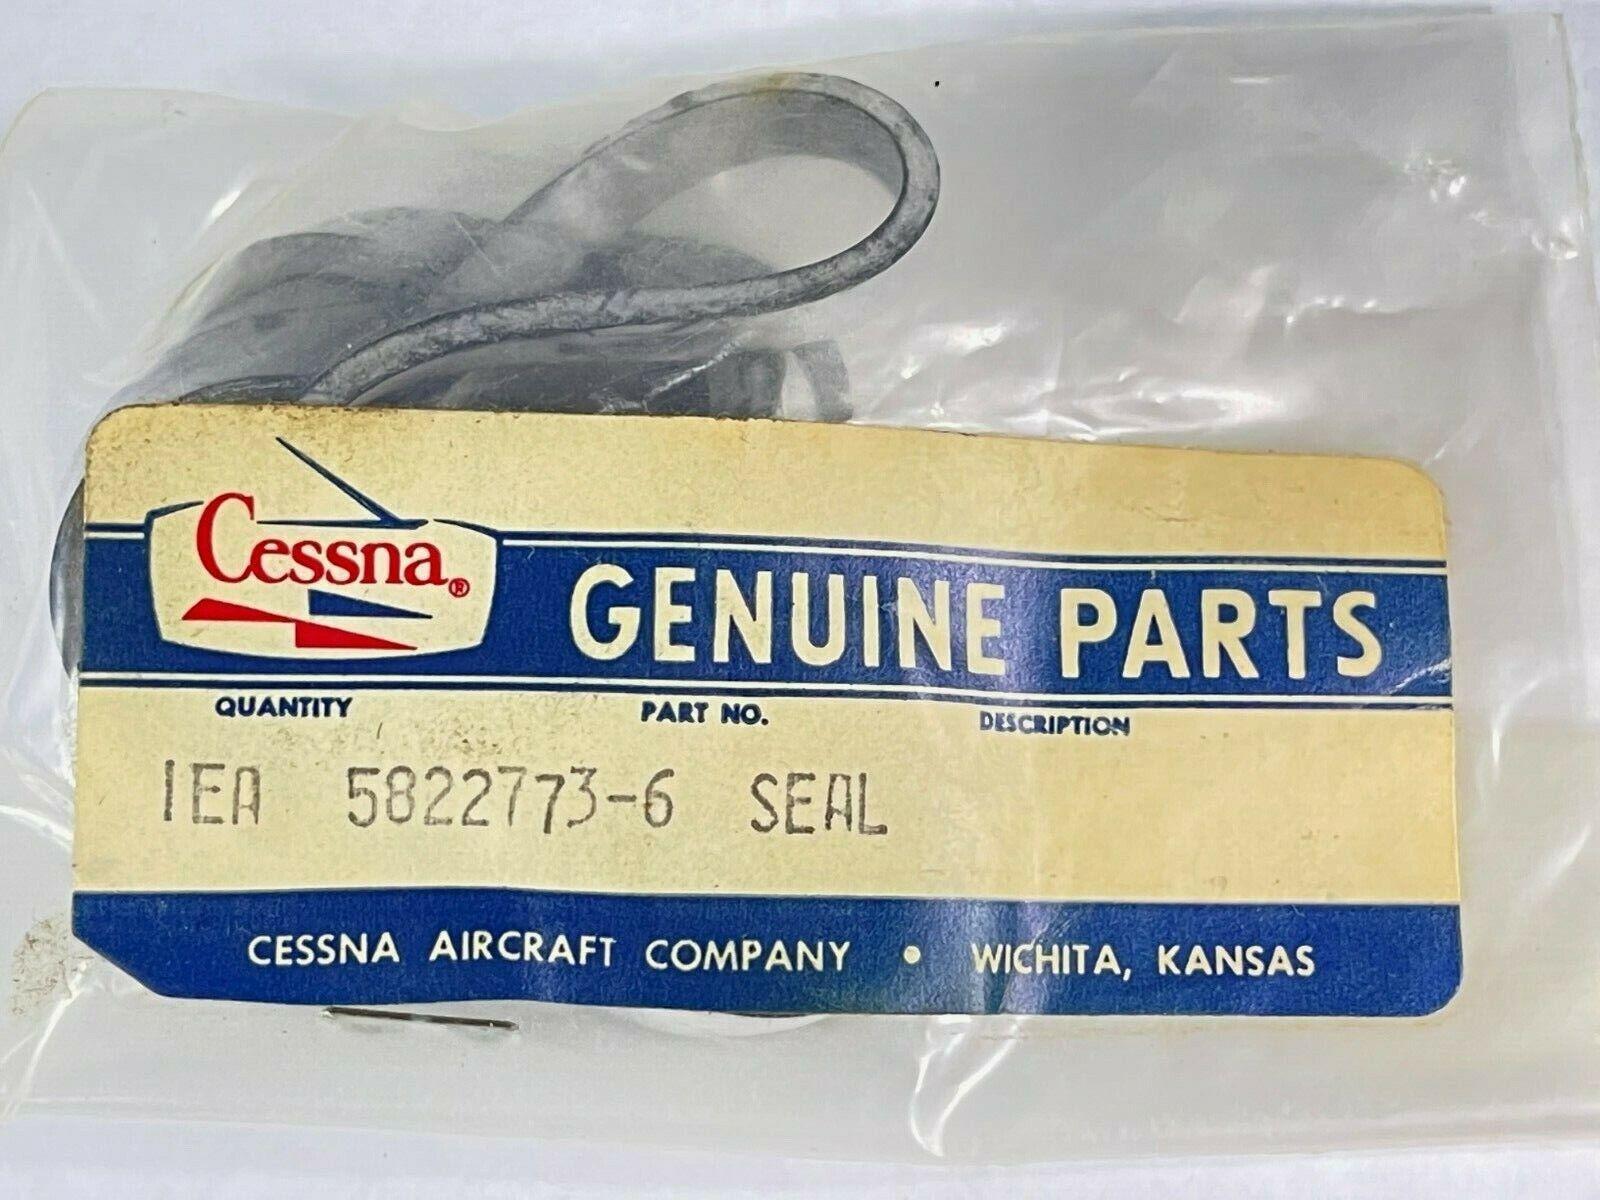 Cessna®
GENUINE PARTS
QUANTITY PART NO. DESCRIPTION
1EA 5822773-6 SEAL
CESSNA AIRCRAFT COMPANY • WICHITA, KANSAS